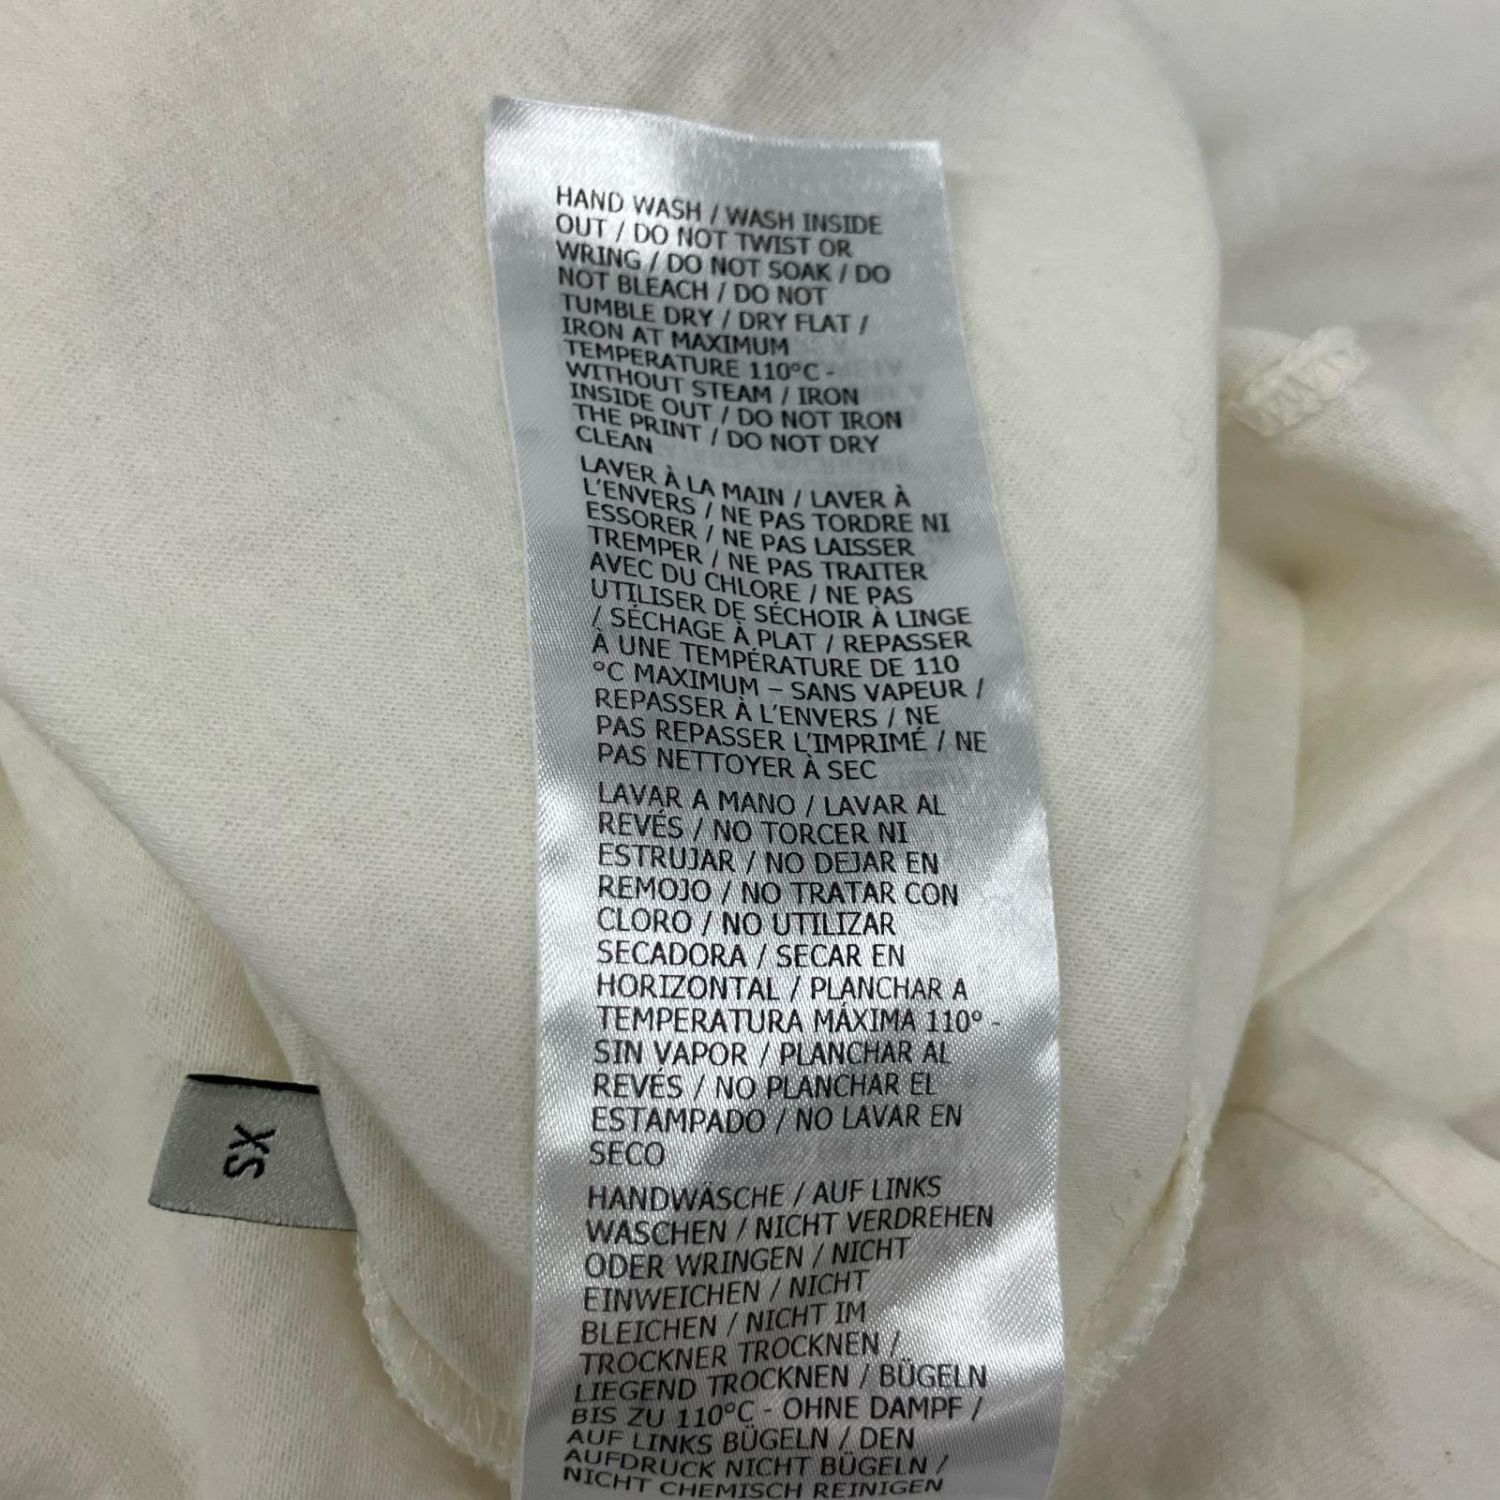 HAND WASH / WASH INSIDE
OUT / DO NOT TWIST OR
WRING / DO NOT SOAK / DO
NOT BLEACH / DO NOT
TUMBLE DRY / DRY FLAT /
IRON AT MAXIMUM
TEMPERATURE 110°C -
WITHOUT STEAM / IRON
INSIDE OUT / DO NOT IRON
THE PRINT / DO NOT DRY
CLEAN
LAVER À LA MAIN / LAVER À
L'ENVERS / NE PAS TORDRE NI
ESSORER / NE PAS LAISSER
TREMPER / NE PAS TRAITER
AVEC DU CHLORE / NE PAS
UTILISER DE SÉCHOIR À LINGE
/ SÉCHAGE À PLAT / REPASSER
À UNE TEMPÉRATURE DE 110
°C MAXIMUM – SANS VAPEUR /
REPASSER À L'ENVERS / NE
PAS REPASSER L'IMPRIMÉ / NE
PAS NETTOYER À SEC
LAVAR A MANO / LAVAR AL
REVÉS / NO TORCER NI
ESTRUJAR / NO DEJAR EN
REMOJO / NO TRATAR CON
CLORO / NO UTILIZAR
SECADORA / SECAR EN
HORIZONTAL / PLANCHAR A
TEMPERATURA MÁXIMA 110° -
SIN VAPOR / PLANCHAR AL
REVÉS / NO PLANCHAR EL
ESTAMPADO / NO LAVAR EN
SECO
HANDWÄSCHE / AUF LINKS
WASCHEN / NICHT VERDREHEN
ODER WRINGEN / NICHT
EINWEICHEN / NICHT
BLEICHEN / NICHT IM
TROCKNER TROCKNEN /
LIEGEND TROCKNEN / BÜGELN
BIS ZU 110°C - OHNE DAMPF /
AUF LINKS BÜGELN / DEN
AUFDRUCK NICHT BÜGELN /
NICHT CHEMISCH REINIGEN
XS